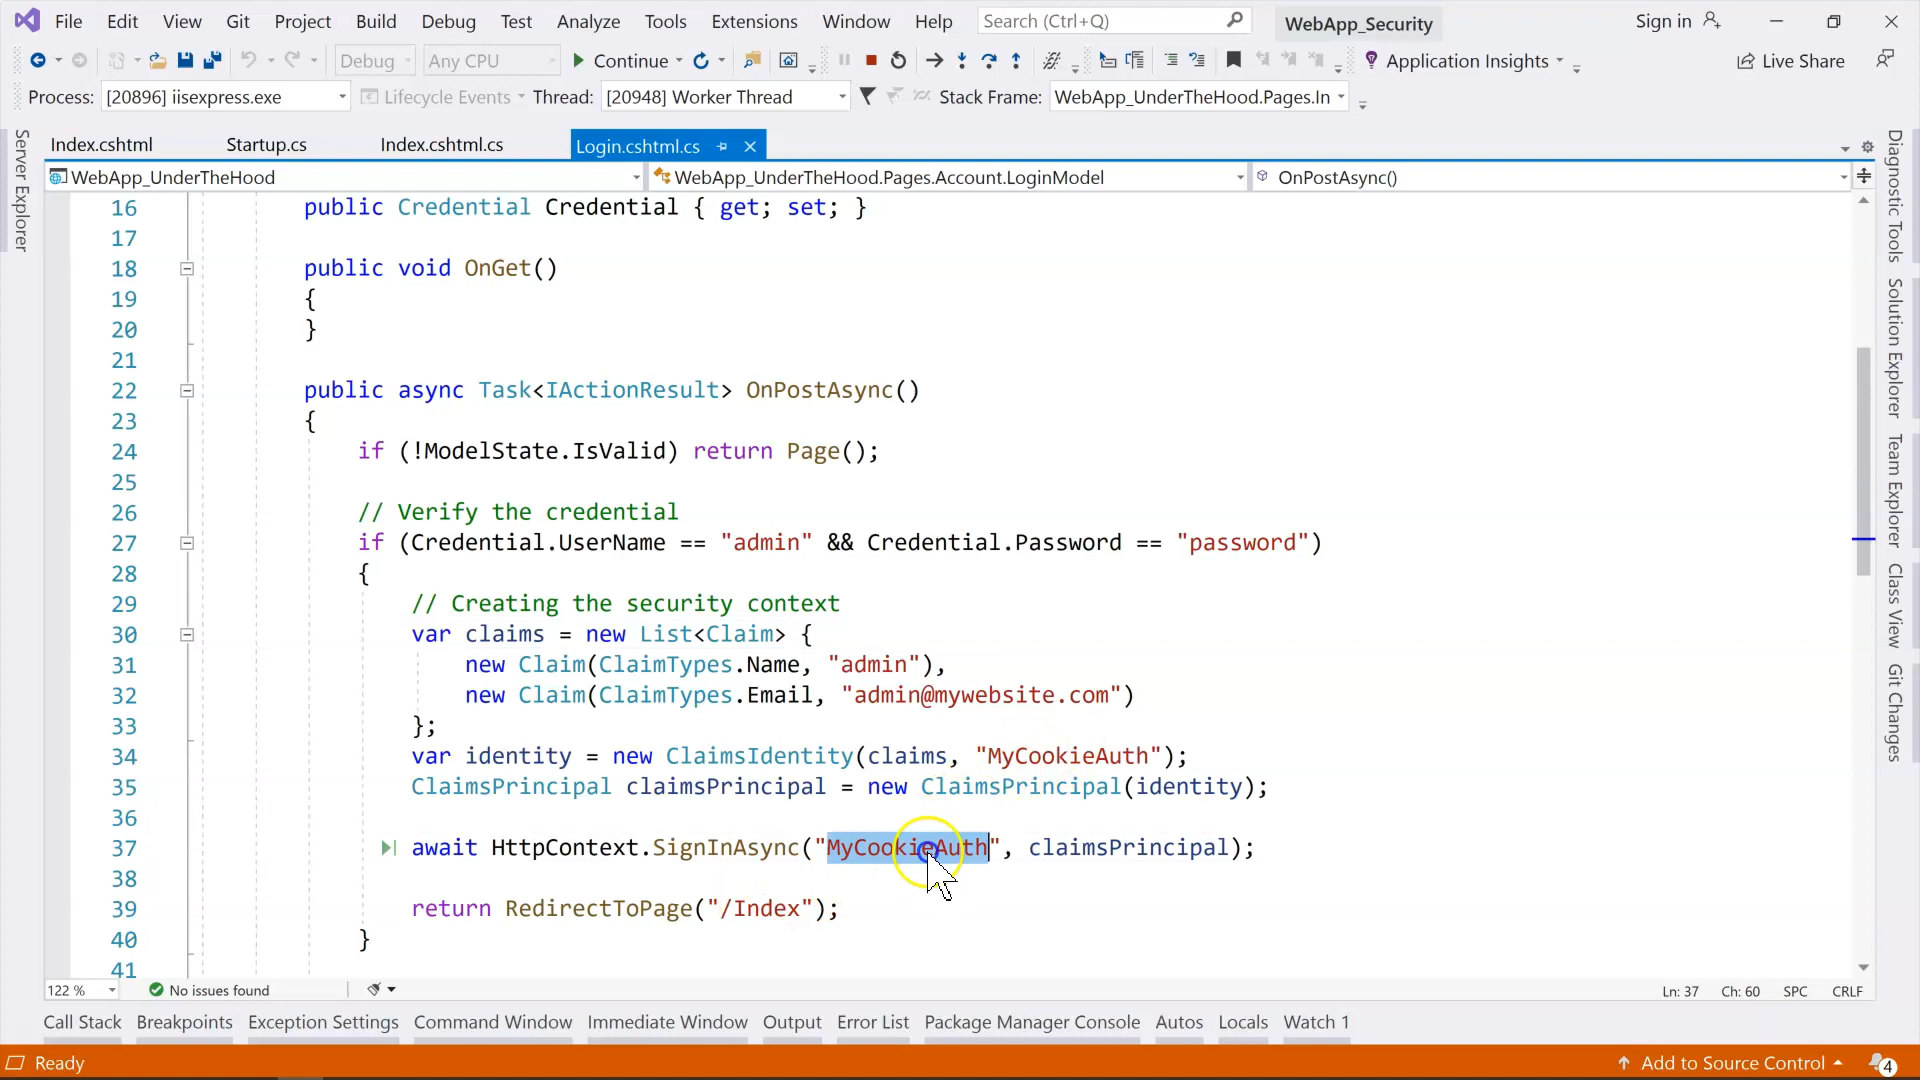 File Edit View Git Project Build Debug Test Analyze Tools Extensions Window Help Search (Ctrl+Q) WebApp_Security Sign in
Debug Any CPU Continue Application Insights Live Share
Process: [20896] iisexpress.exe Lifecycle Events Thread: [20948] Worker Thread Stack Frame: WebApp_UnderTheHood.Pages.In
Index.cshtml Startup.cs Index.cshtml.cs Login.cshtml.cs
WebApp_UnderTheHood WebApp_UnderTheHood.Pages.Account.LoginModel OnPostAsync()
Server Explorer
16 public Credential Credential { get; set; }
17
18 public void OnGet()
19 {
20 }
21
22 public async Task<IActionResult> OnPostAsync()
23 {
24 if (!ModelState.IsValid) return Page();
25
26 // Verify the credential
27 if (Credential.UserName == "admin" && Credential.Password == "password")
28 {
29 // Creating the security context
30 var claims = new List<Claim> {
31 new Claim(ClaimTypes.Name, "admin"),
32 new Claim(ClaimTypes.Email, "admin@mywebsite.com")
33 };
34 var identity = new ClaimsIdentity(claims, "MyCookieAuth");
35 ClaimsPrincipal claimsPrincipal = new ClaimsPrincipal(identity);
36
37 await HttpContext.SignInAsync("MyCookieAuth", claimsPrincipal);
38
39 return RedirectToPage("/Index");
40 }
41
Diagnostic Tools
Solution Explorer
Team Explorer
Class View
Git Changes
122 % No issues found Ln: 37 Ch: 60 SPC CRLF
Call Stack Breakpoints Exception Settings Command Window Immediate Window Output Error List Package Manager Console Autos Locals Watch 1
Ready Add to Source Control 4